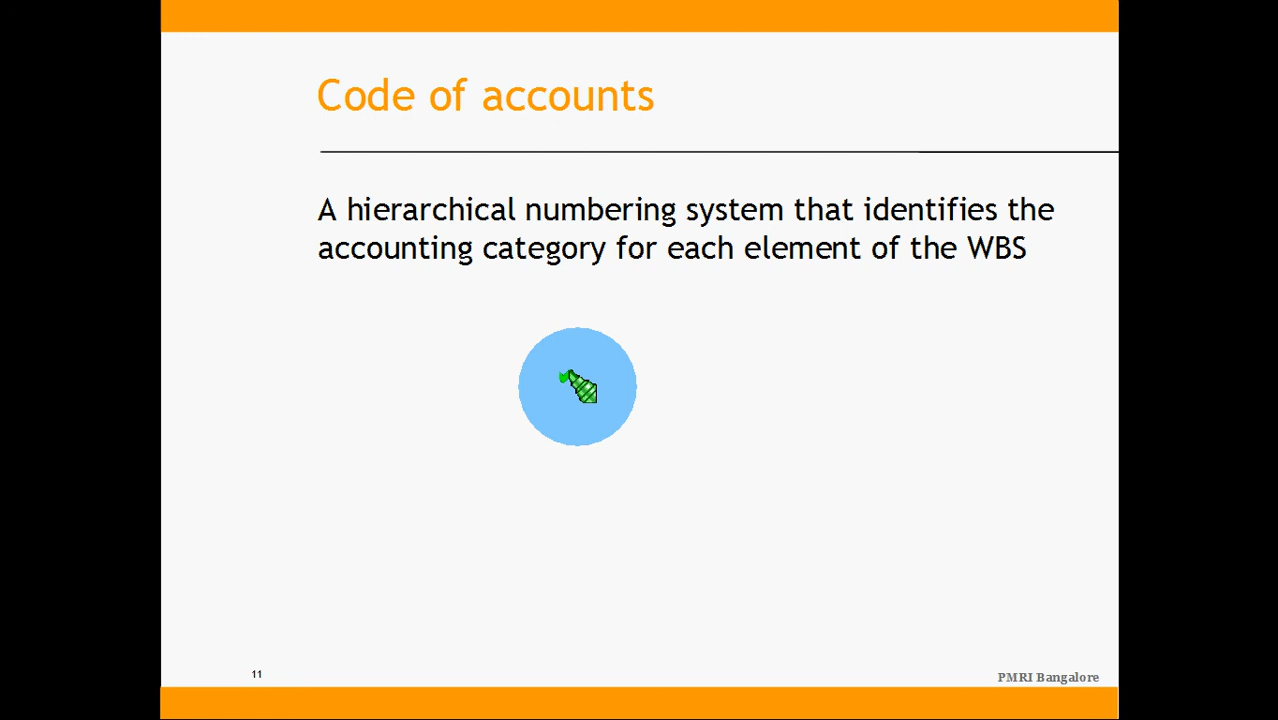 Code of accounts
A hierarchical numbering system that identifies the
accounting category for each element of the WBS
11
PMRI Bangalore